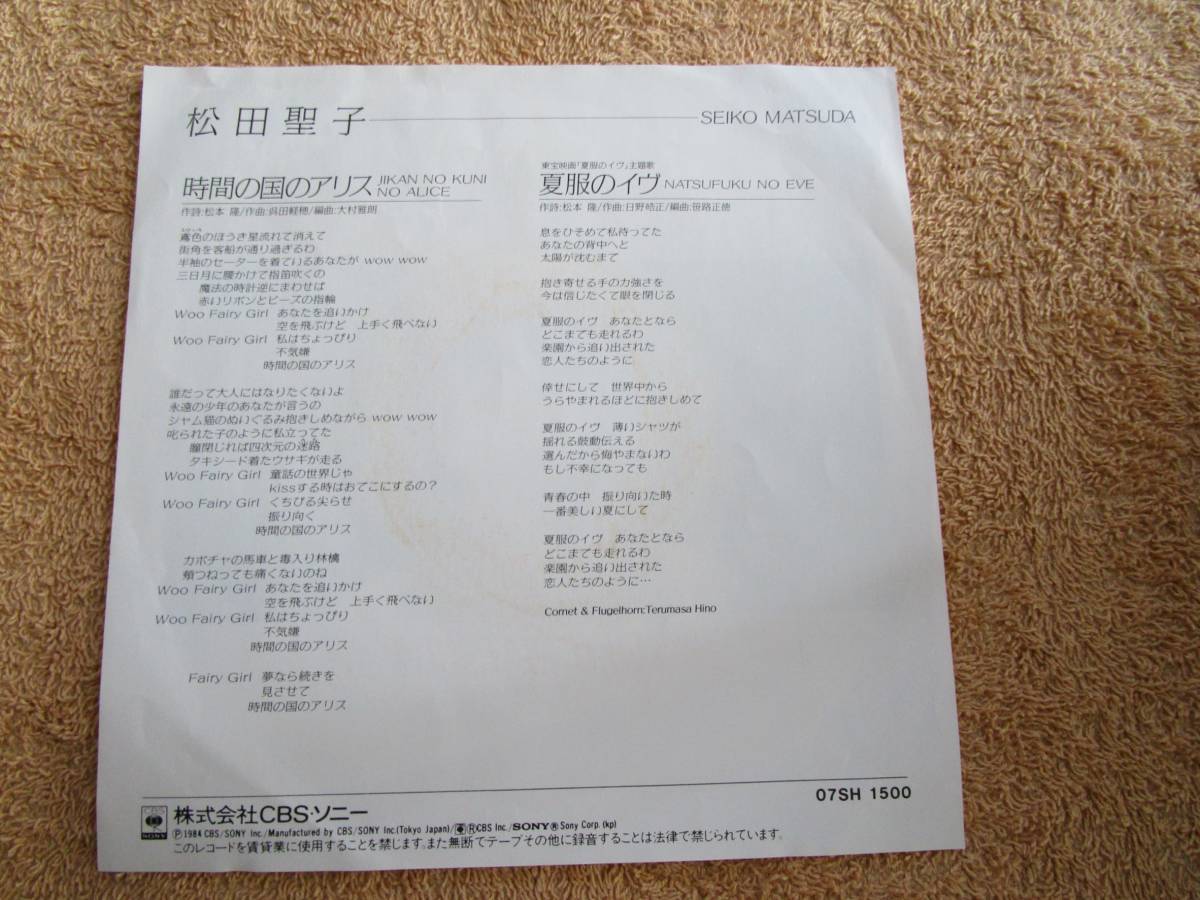 松田聖子 SEIKO MATSUDA
時間の国のアリス JIKAN NO KUNI
NO ALICE
作詩:松本 隆/作曲:呉田軽穂/編曲:大村雅朗
鳶色のほうき星流れて消えて
街角を客船が通り過ぎるわ
半袖のセーターを着ているあなたが wow wow
三日月に腰かけて指笛吹くの
魔法の時計逆にまわせば
赤いリボンとビーズの指輪
Woo Fairy Girl あなたを追いかけ
空を飛ぶけど 上手く飛べない
Woo Fairy Girl 私はちょっぴり
不気嫌
時間の国のアリス
誰だって大人にはなりたくないよ
永遠の少年のあなたが言うの
シャム猫のぬいぐるみ抱きしめながら wow wow
叱られた子のように私立ってた
瞳閉じれば四次元の迷路
タキシード着たウサギが走る
Woo Fairy Girl 童話の世界じゃ
kissする時はおでこにするの?
Woo Fairy Girl くちびる尖らせ
振り向く
時間の国のアリス
カボチャの馬車と毒入り林檎
頬つねっても痛くないのね
Woo Fairy Girl あなたを追いかけ
空を飛ぶけど 上手く飛べない
Woo Fairy Girl 私はちょっぴり
不気嫌
時間の国のアリス
Fairy Girl 夢なら続きを
見させて
時間の国のアリス
東宝映画「夏服のイヴ」主題歌
夏服のイヴ NATSUFUKU NO EVE
作詩:松本 隆/作曲:日野皓正/編曲:笹路正徳
息をひそめて私待ってた
あなたの背中へと
太陽が沈むまで
抱き寄せる手の力強さを
今は信じたくて眼を閉じる
夏服のイヴ あなたとなら
どこまでも走れるわ
楽園から追い出された
恋人たちのように
倖せにして 世界中から
うらやまれるほどに抱きしめて
夏服のイヴ 薄いシャツが
揺れる鼓動伝える
選んだから悔やまないわ
もし不幸になっても
青春の中 振り向いた時
一番美しい夏にして
夏服のイヴ あなたとなら
どこまでも走れるわ
楽園から追い出された
恋人たちのように…
Cornet & Flugelhorn:Terumasa Hino
07SH 1500
CBS
SONY
株式会社CBS・ソニー
Ⓟ1984 CBS/SONY Inc./Manufactured by CBS/SONY Inc.(Tokyo Japan)/ⓇCBS Inc./SONY® Sony Corp. (kp)
このレコードを賃貸業に使用することを禁じます。また無断でテープその他に録音することは法律で禁じられています。